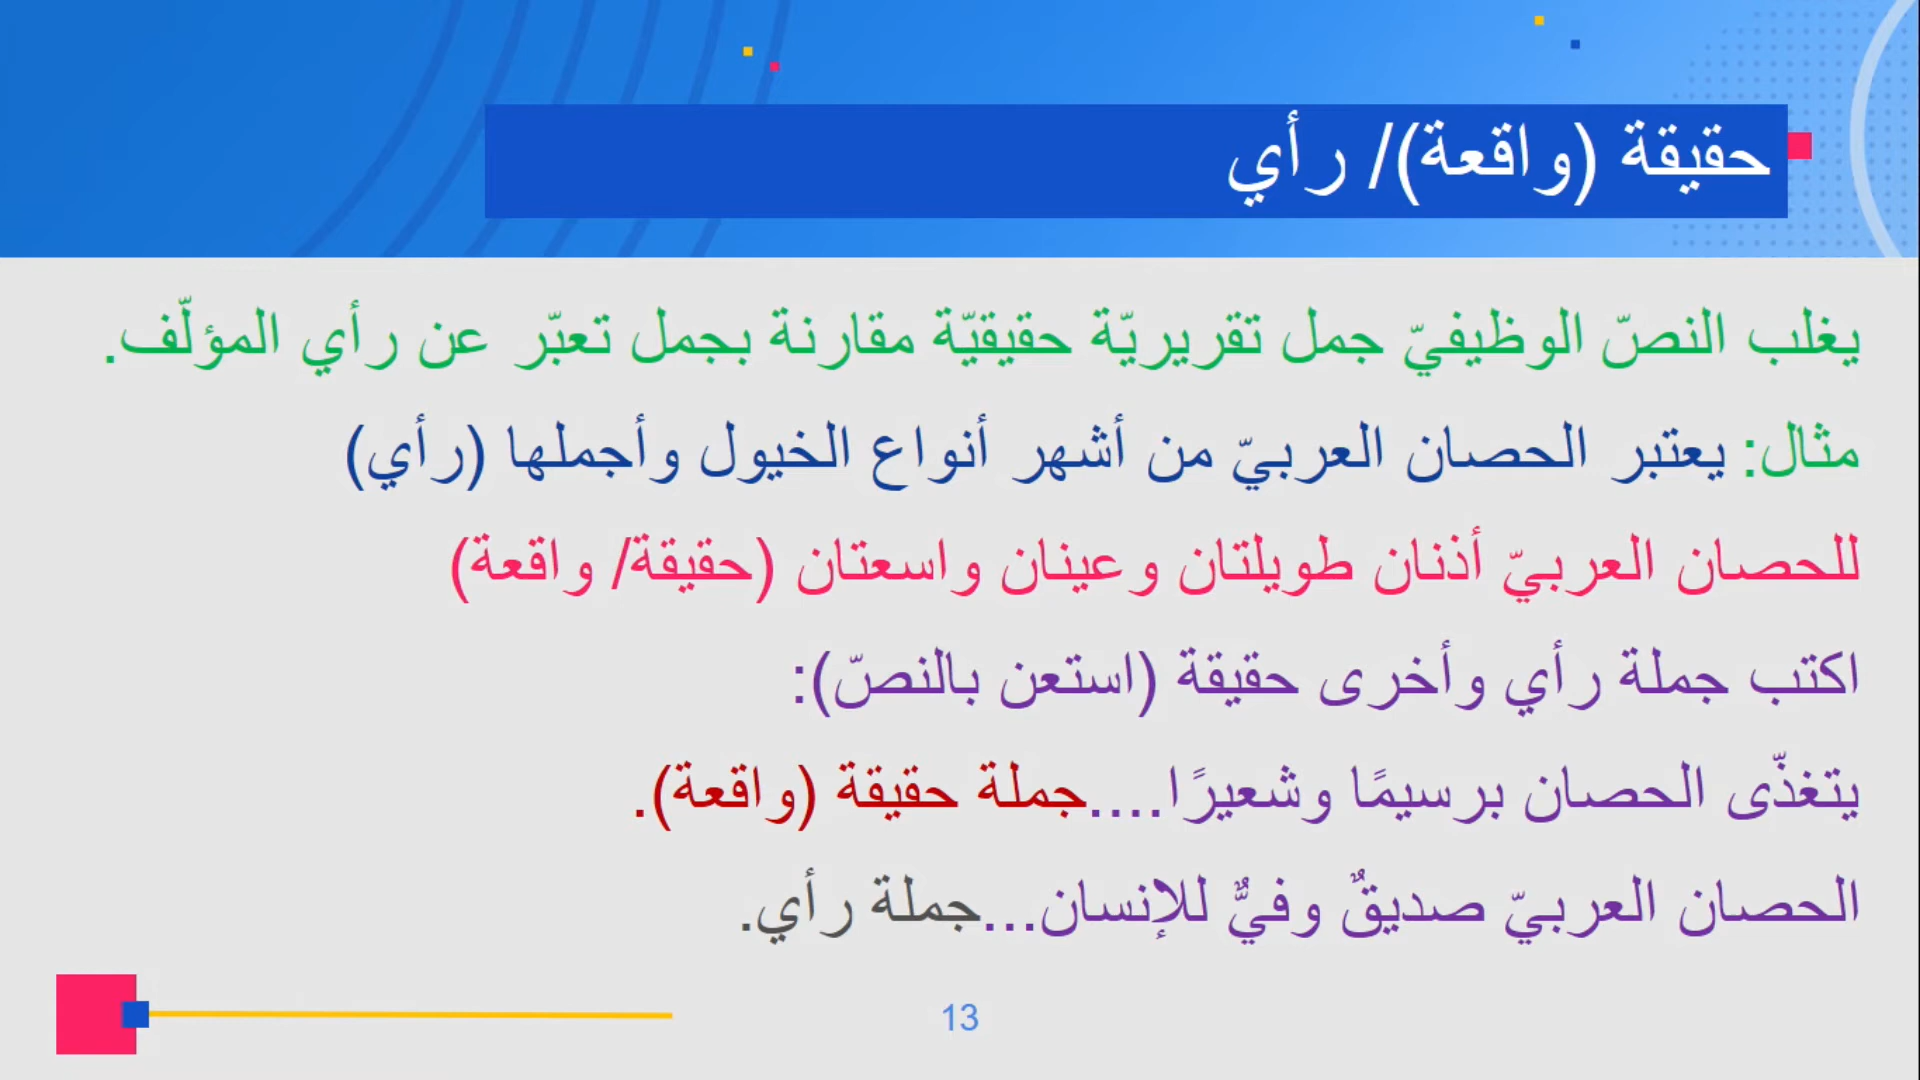 حقيقة (واقعة)/ رأي
يغلب النصّ الوظيفيّ جمل تقريريّة حقيقيّة مقارنة بجمل تعبّر عن رأي المؤلّف.
مثال: يعتبر الحصان العربيّ من أشهر أنواع الخيول وأجملها (رأي)
للحصان العربيّ أذنان طويلتان وعينان واسعتان (حقيقة/ واقعة)
اكتب جملة رأي وأخرى حقيقة (استعن بالنصّ):
يتغذّى الحصان برسيمًا وشعيرًا....جملة حقيقة (واقعة).
الحصان العربيّ صديقٌ وفيٌّ للإنسان...جملة رأي.
13